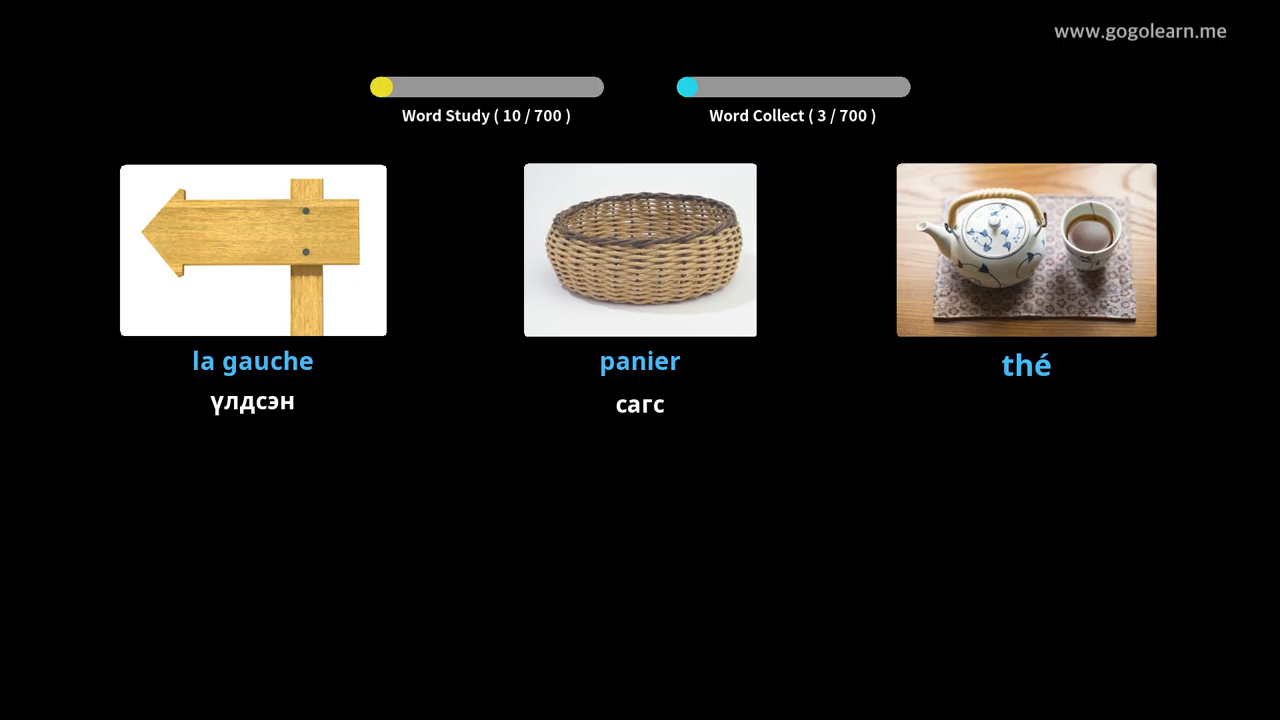 www.gogolearn.me
Word Study ( 10 / 700 )
Word Collect ( 3 / 700 )
la gauche
үлдсэн
panier
сагс
thé